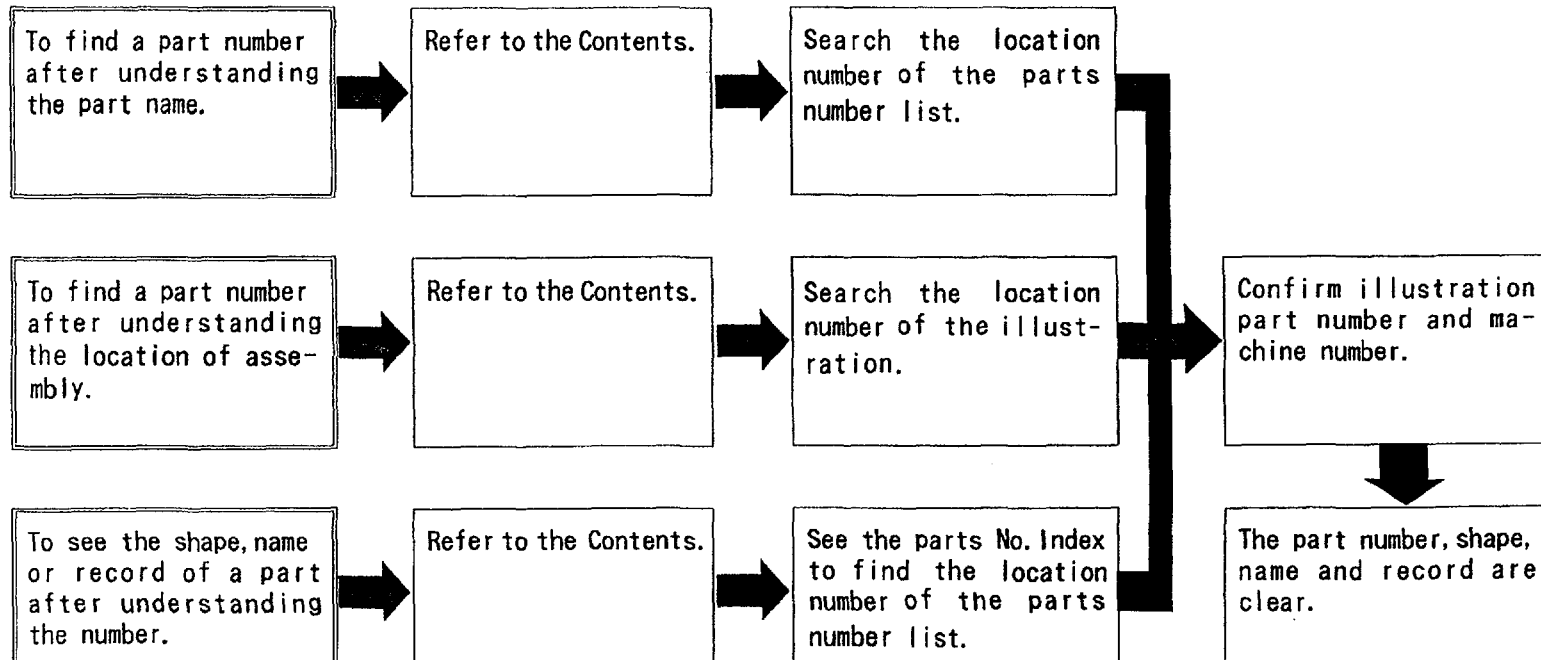 To find a part number
after understanding
the part name.
Refer to the Contents.
Search the location
number of the parts
number list.
To find a part number
after understanding
the location of asse-
mbly.
Refer to the Contents.
Search the location
number of the illust-
ration.
Confirm illustration
part number and ma-
chine number.
To see the shape, name
or record of a part
after understanding
the number.
Refer to the Contents.
See the parts No. Index
to find the location
number of the parts
number list.
The part number, shape,
name and record are
clear.